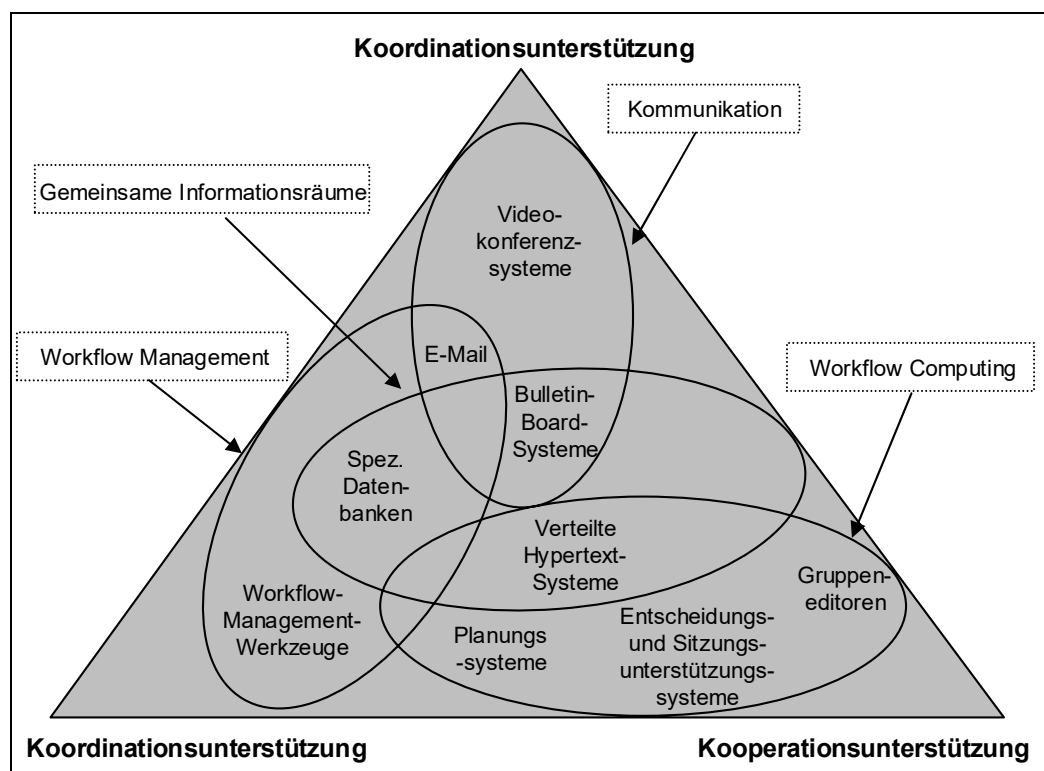 Koordinationsunterstützung
Kommunikation
Gemeinsame Informationsräume
Video-
konferenz-
systeme
Workflow Management
E-Mail
Workflow Computing
Bulletin-
Board-
Systeme
Spez.
Daten-
banken
Verteilte
Hypertext-
Systeme
Gruppen-
editoren
Workflow-
Management-
Werkzeuge
Planungs
-systeme
Entscheidungs-
und Sitzungs-
unterstützungs-
systeme
Koordinationsunterstützung
Kooperationsunterstützung